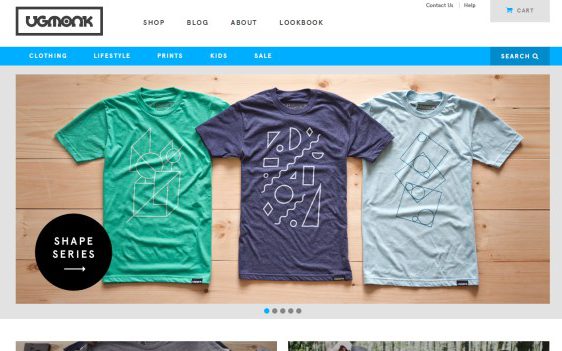 Contact Us | Help
CART
UGMONK
SHOP BLOG ABOUT LOOKBOOK
CLOTHING LIFESTYLE PRINTS KIDS SALE
SEARCH
SHAPE
SERIES